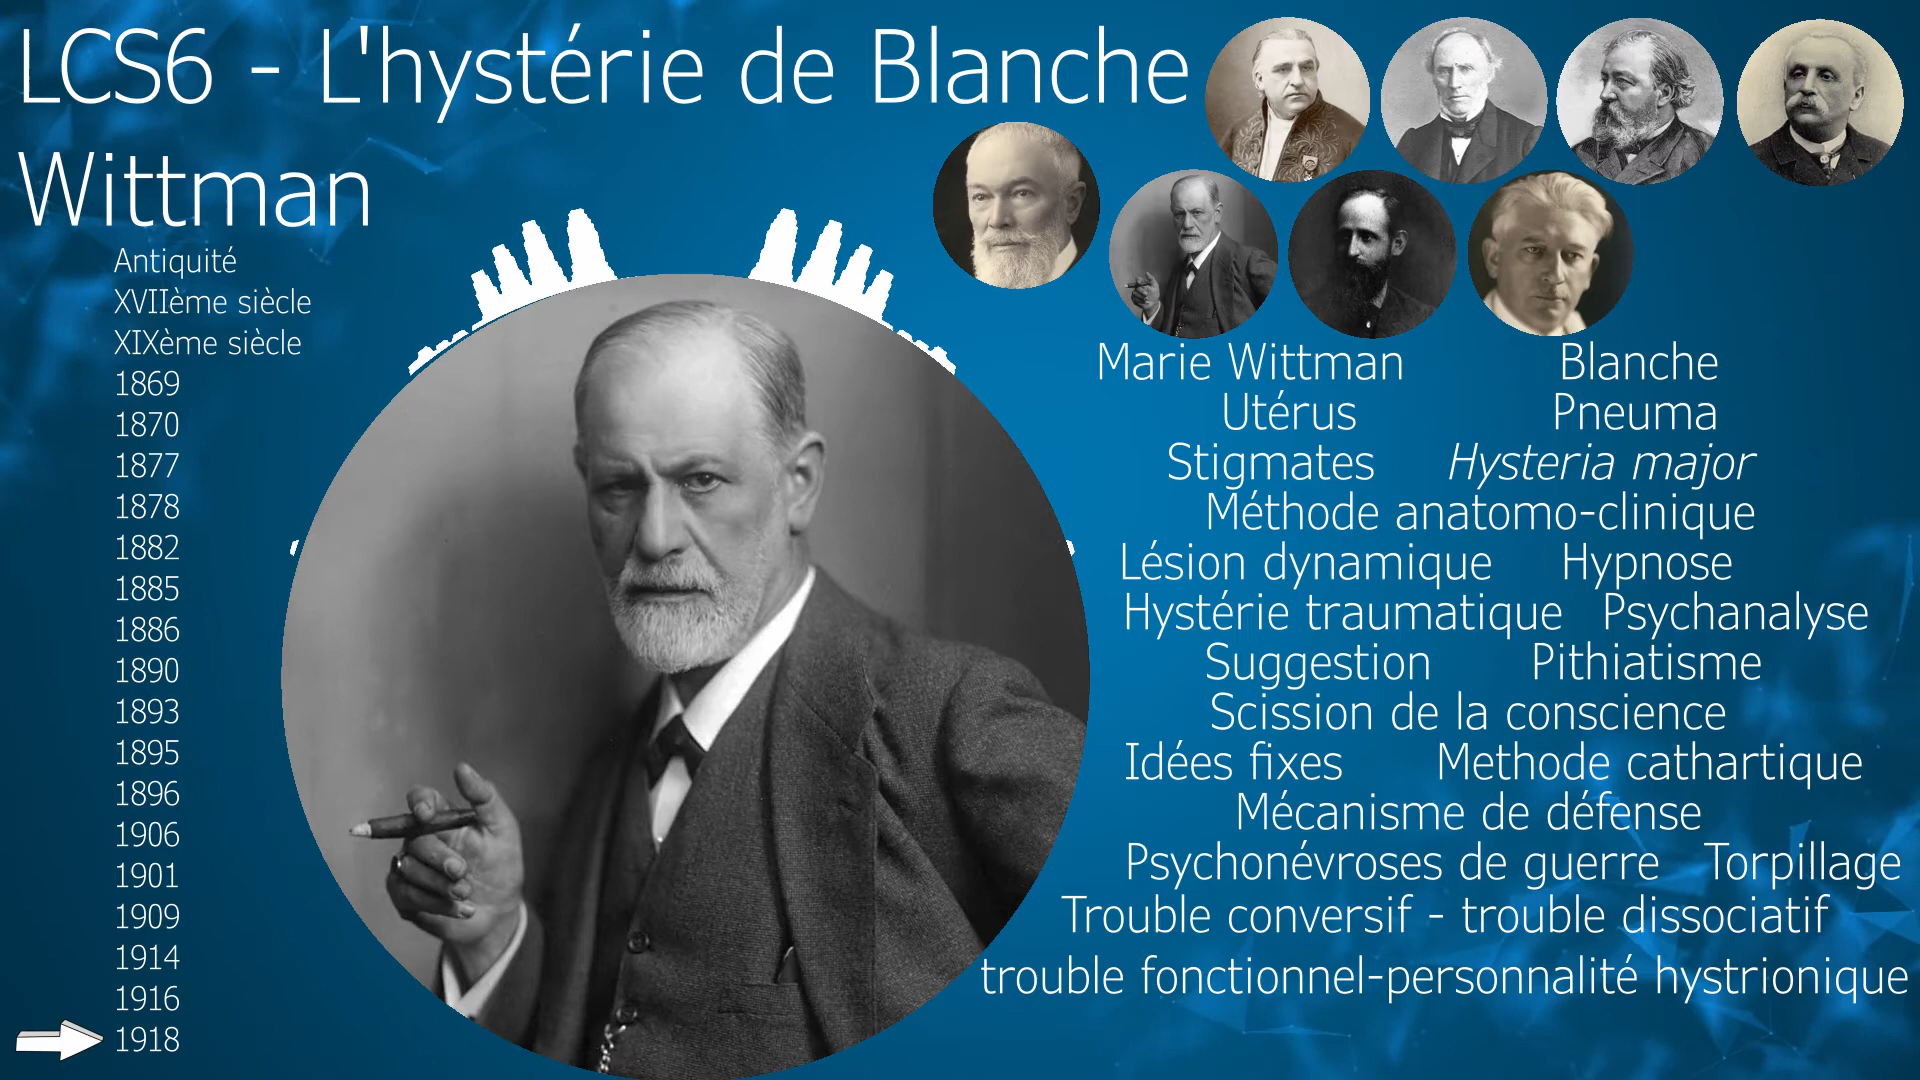 LCS6 - L'hystérie de Blanche
Wittman
Antiquité
XVIIème siècle
XIXème siècle
1869
1870
1877
1878
1882
1885
1886
1890
1893
1895
1896
1906
1901
1909
1914
1916
1918
Marie Wittman Blanche
Utérus Pneuma
Stigmates Hysteria major
Méthode anatomo-clinique
Lésion dynamique Hypnose
Hystérie traumatique Psychanalyse
Suggestion Pithiatisme
Scission de la conscience
Idées fixes Methode cathartique
Mécanisme de défense
Psychonévroses de guerre Torpillage
Trouble conversif - trouble dissociatif
trouble fonctionnel-personnalité hystrionique